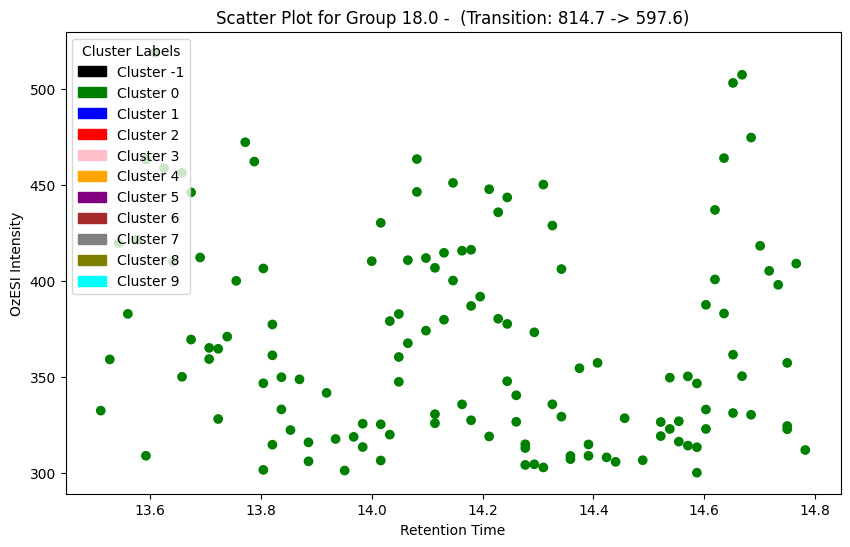 Scatter Plot for Group 18.0 -  (Transition: 814.7 -> 597.6)
Cluster Labels
Cluster -1
Cluster 0
Cluster 1
Cluster 2
Cluster 3
Cluster 4
Cluster 5
Cluster 6
Cluster 7
Cluster 8
Cluster 9
OzESI Intensity
500
450
400
350
300
13.6 13.8 14.0 14.2 14.4 14.6 14.8
Retention Time